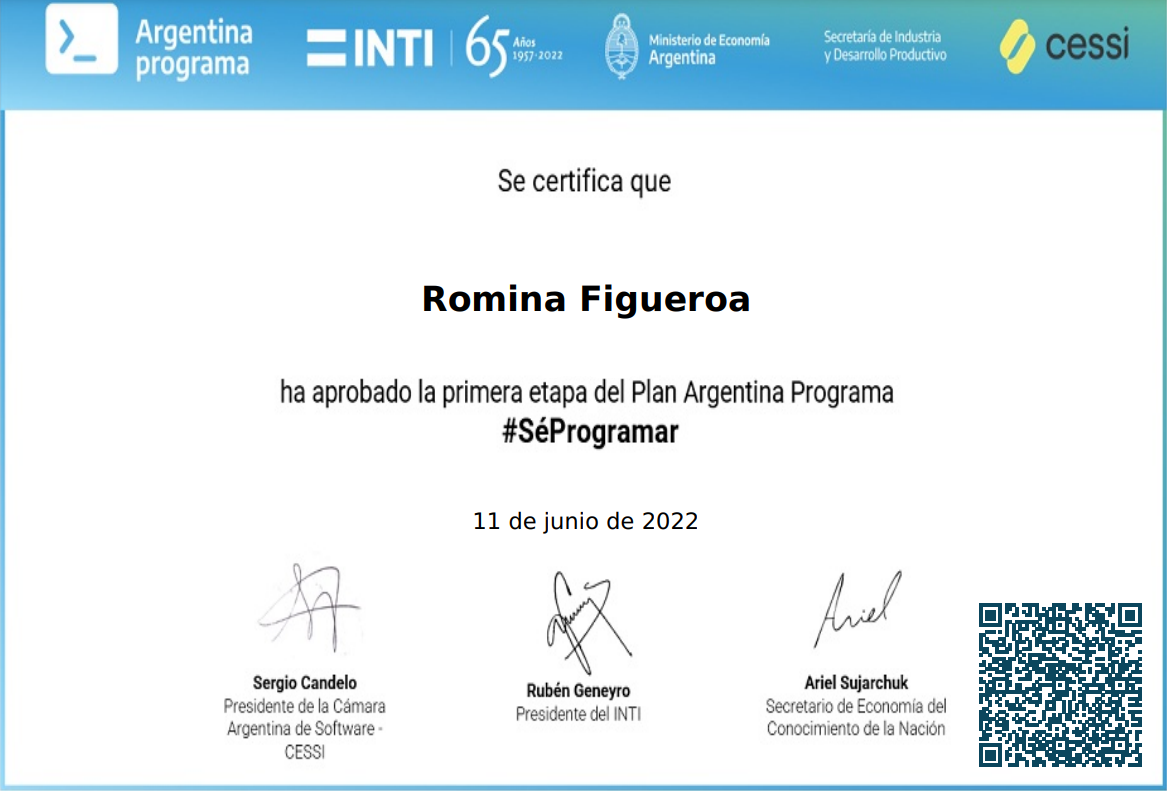 Argentina
programa
INTI
65 Años
1957-2022
Ministerio de Economía
Argentina
Secretaría de Industria
y Desarrollo Productivo
cessi
Se certifica que
Romina Figueroa
ha aprobado la primera etapa del Plan Argentina Programa
#SéProgramar
11 de junio de 2022
Ariel
Sergio Candelo
Presidente de la Cámara
Argentina de Software -
CESSI
Rubén Geneyro
Presidente del INTI
Ariel Sujarchuk
Secretario de Economía del
Conocimiento de la Nación